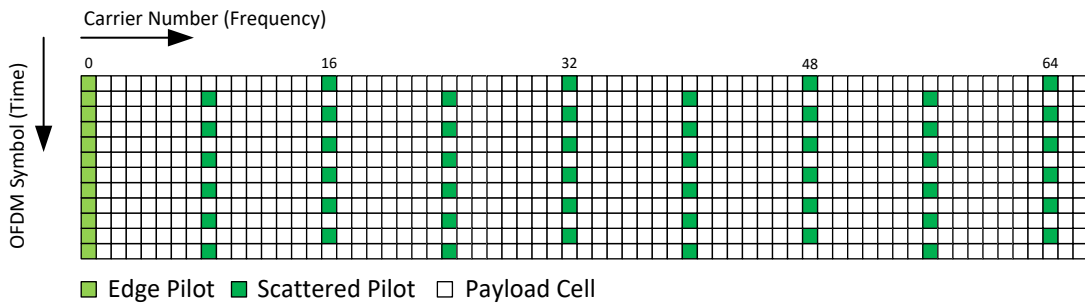 Carrier Number (Frequency)
OFDM Symbol (Time)
0 16 32 48 64
Edge Pilot Scattered Pilot Payload Cell